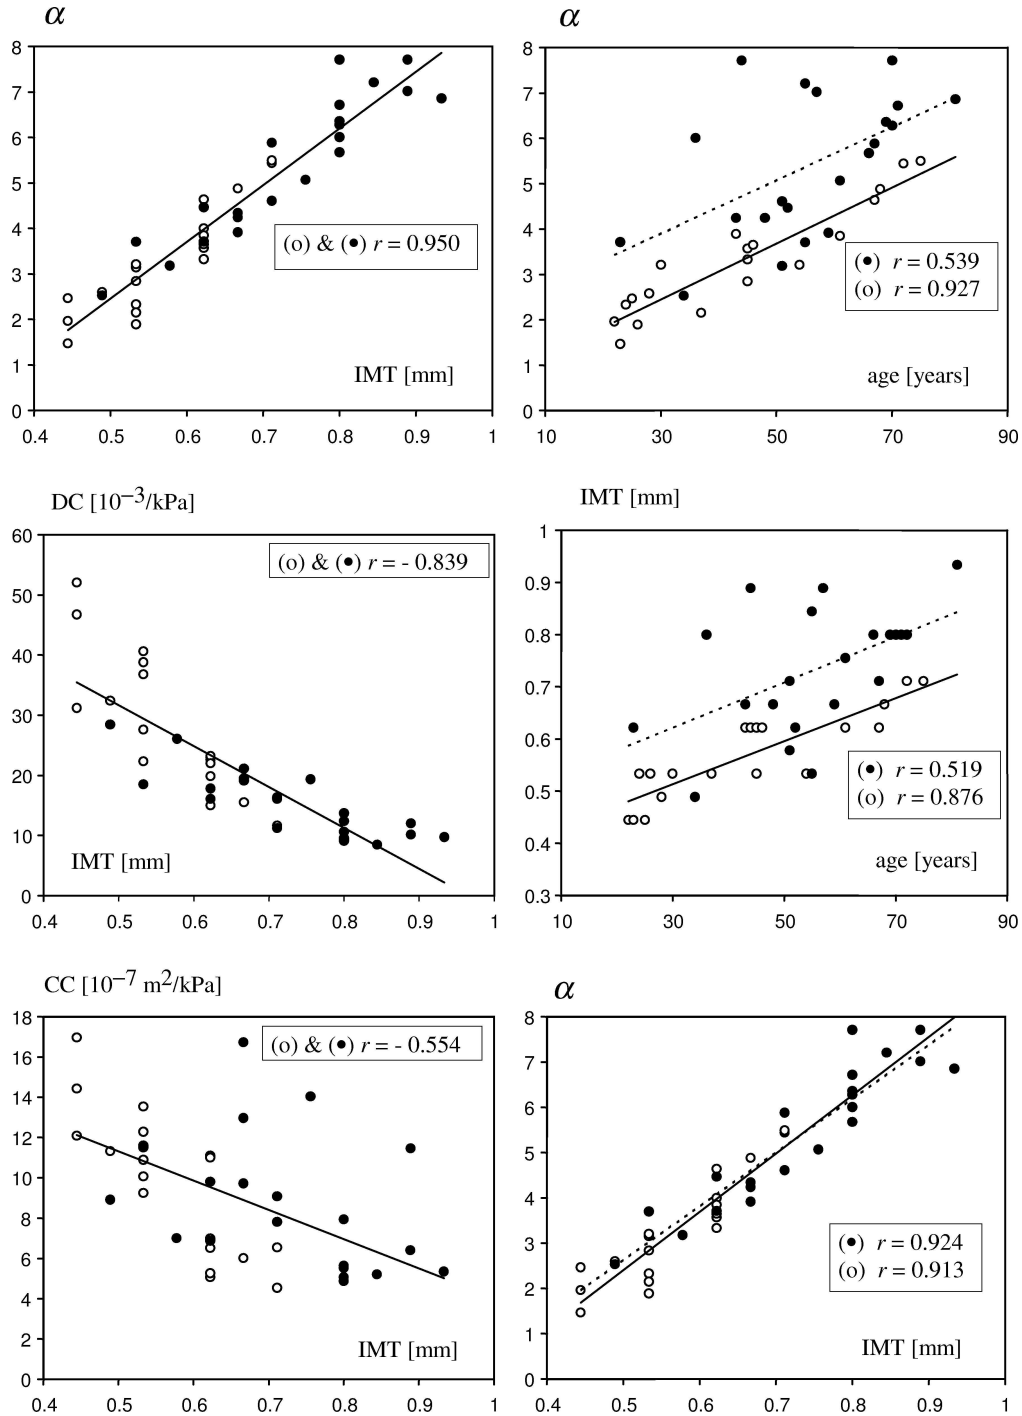 α
8
7
6
5
4
3
2
1
0
(o) & (•) r = 0.950
IMT [mm]
0.4 0.5 0.6 0.7 0.8 0.9 1
α
8
7
6
5
4
3
2
1
0
(•) r = 0.539
(o) r = 0.927
age [years]
10 30 50 70 90
DC [10−3/kPa]
60
50
40
30
20
10
0
(o) & (•) r = - 0.839
IMT [mm]
0.4 0.5 0.6 0.7 0.8 0.9 1
IMT [mm]
1
0.9
0.8
0.7
0.6
0.5
0.4
0.3
(•) r = 0.519
(o) r = 0.876
age [years]
10 30 50 70 90
CC [10−7 m2/kPa]
18
16
14
12
10
8
6
4
2
0
(o) & (•) r = - 0.554
IMT [mm]
0.4 0.5 0.6 0.7 0.8 0.9 1
α
8
7
6
5
4
3
2
1
0
(•) r = 0.924
(o) r = 0.913
IMT [mm]
0.4 0.5 0.6 0.7 0.8 0.9 1